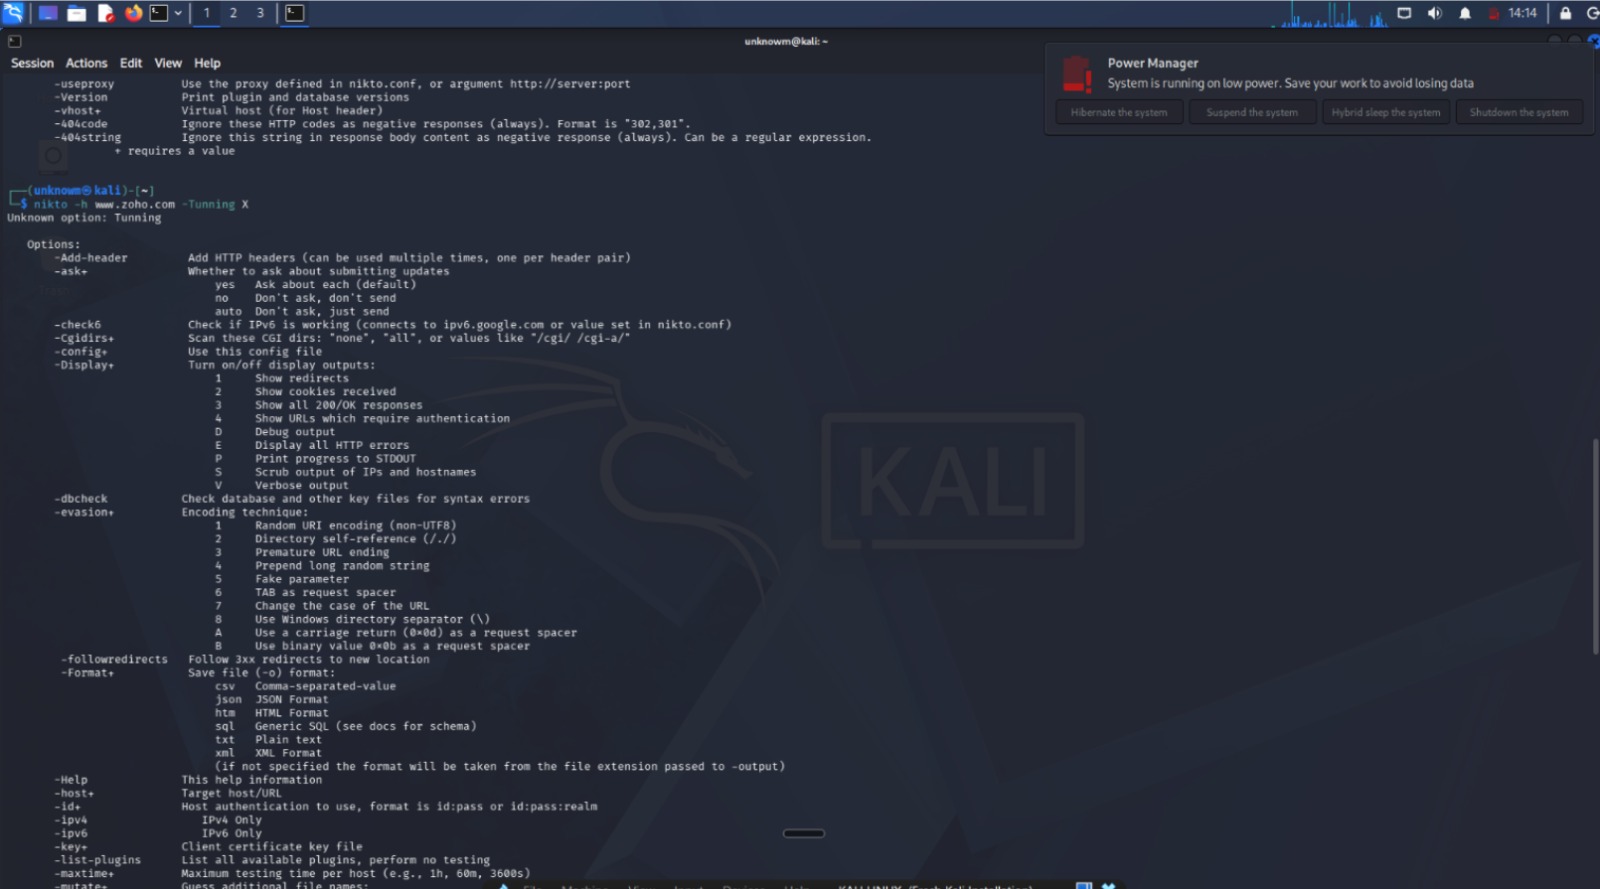 1 2 3
14:14
unknowm@kali: ~
Session Actions Edit View Help
Power Manager
System is running on low power. Save your work to avoid losing data
Hibernate the system Suspend the system Hybrid sleep the system Shutdown the system
-useproxy Use the proxy defined in nikto.conf, or argument http://server:port
-Version Print plugin and database versions
-vhost+ Virtual host (for Host header)
-404code Ignore these HTTP codes as negative responses (always). Format is "302,301".
-404string Ignore this string in response body content as negative response (always). Can be a regular expression.
+ requires a value
(unknowm㉿kali)-[~]
$ nikto -h www.zoho.com -Tunning X
Unknown option: Tunning
Options:
-Add-header Add HTTP headers (can be used multiple times, one per header pair)
-ask+ Whether to ask about submitting updates
yes Ask about each (default)
no Don't ask, don't send
auto Don't ask, just send
-check6 Check if IPv6 is working (connects to ipv6.google.com or value set in nikto.conf)
-Cgidirs+ Scan these CGI dirs: "none", "all", or values like "/cgi/ /cgi-a/"
-config+ Use this config file
-Display+ Turn on/off display outputs:
1 Show redirects
2 Show cookies received
3 Show all 200/OK responses
4 Show URLs which require authentication
D Debug output
E Display all HTTP errors
P Print progress to STDOUT
S Scrub output of IPs and hostnames
V Verbose output
-dbcheck Check database and other key files for syntax errors
-evasion+ Encoding technique:
1 Random URI encoding (non-UTF8)
2 Directory self-reference (/./)
3 Premature URL ending
4 Prepend long random string
5 Fake parameter
6 TAB as request spacer
7 Change the case of the URL
8 Use Windows directory separator (\)
A Use a carriage return (0x0d) as a request spacer
B Use binary value 0x0b as a request spacer
-followredirects Follow 3xx redirects to new location
-Format+ Save file (-o) format:
csv Comma-separated-value
json JSON Format
htm HTML Format
sql Generic SQL (see docs for schema)
txt Plain text
xml XML Format
(if not specified the format will be taken from the file extension passed to -output)
-Help This help information
-host+ Target host/URL
-id+ Host authentication to use, format is id:pass or id:pass:realm
-ipv4 IPv4 Only
-ipv6 IPv6 Only
-key+ Client certificate key file
-list-plugins List all available plugins, perform no testing
-maxtime+ Maximum testing time per host (e.g., 1h, 60m, 3600s)
-mutate+ Guess additional file names:
KALI